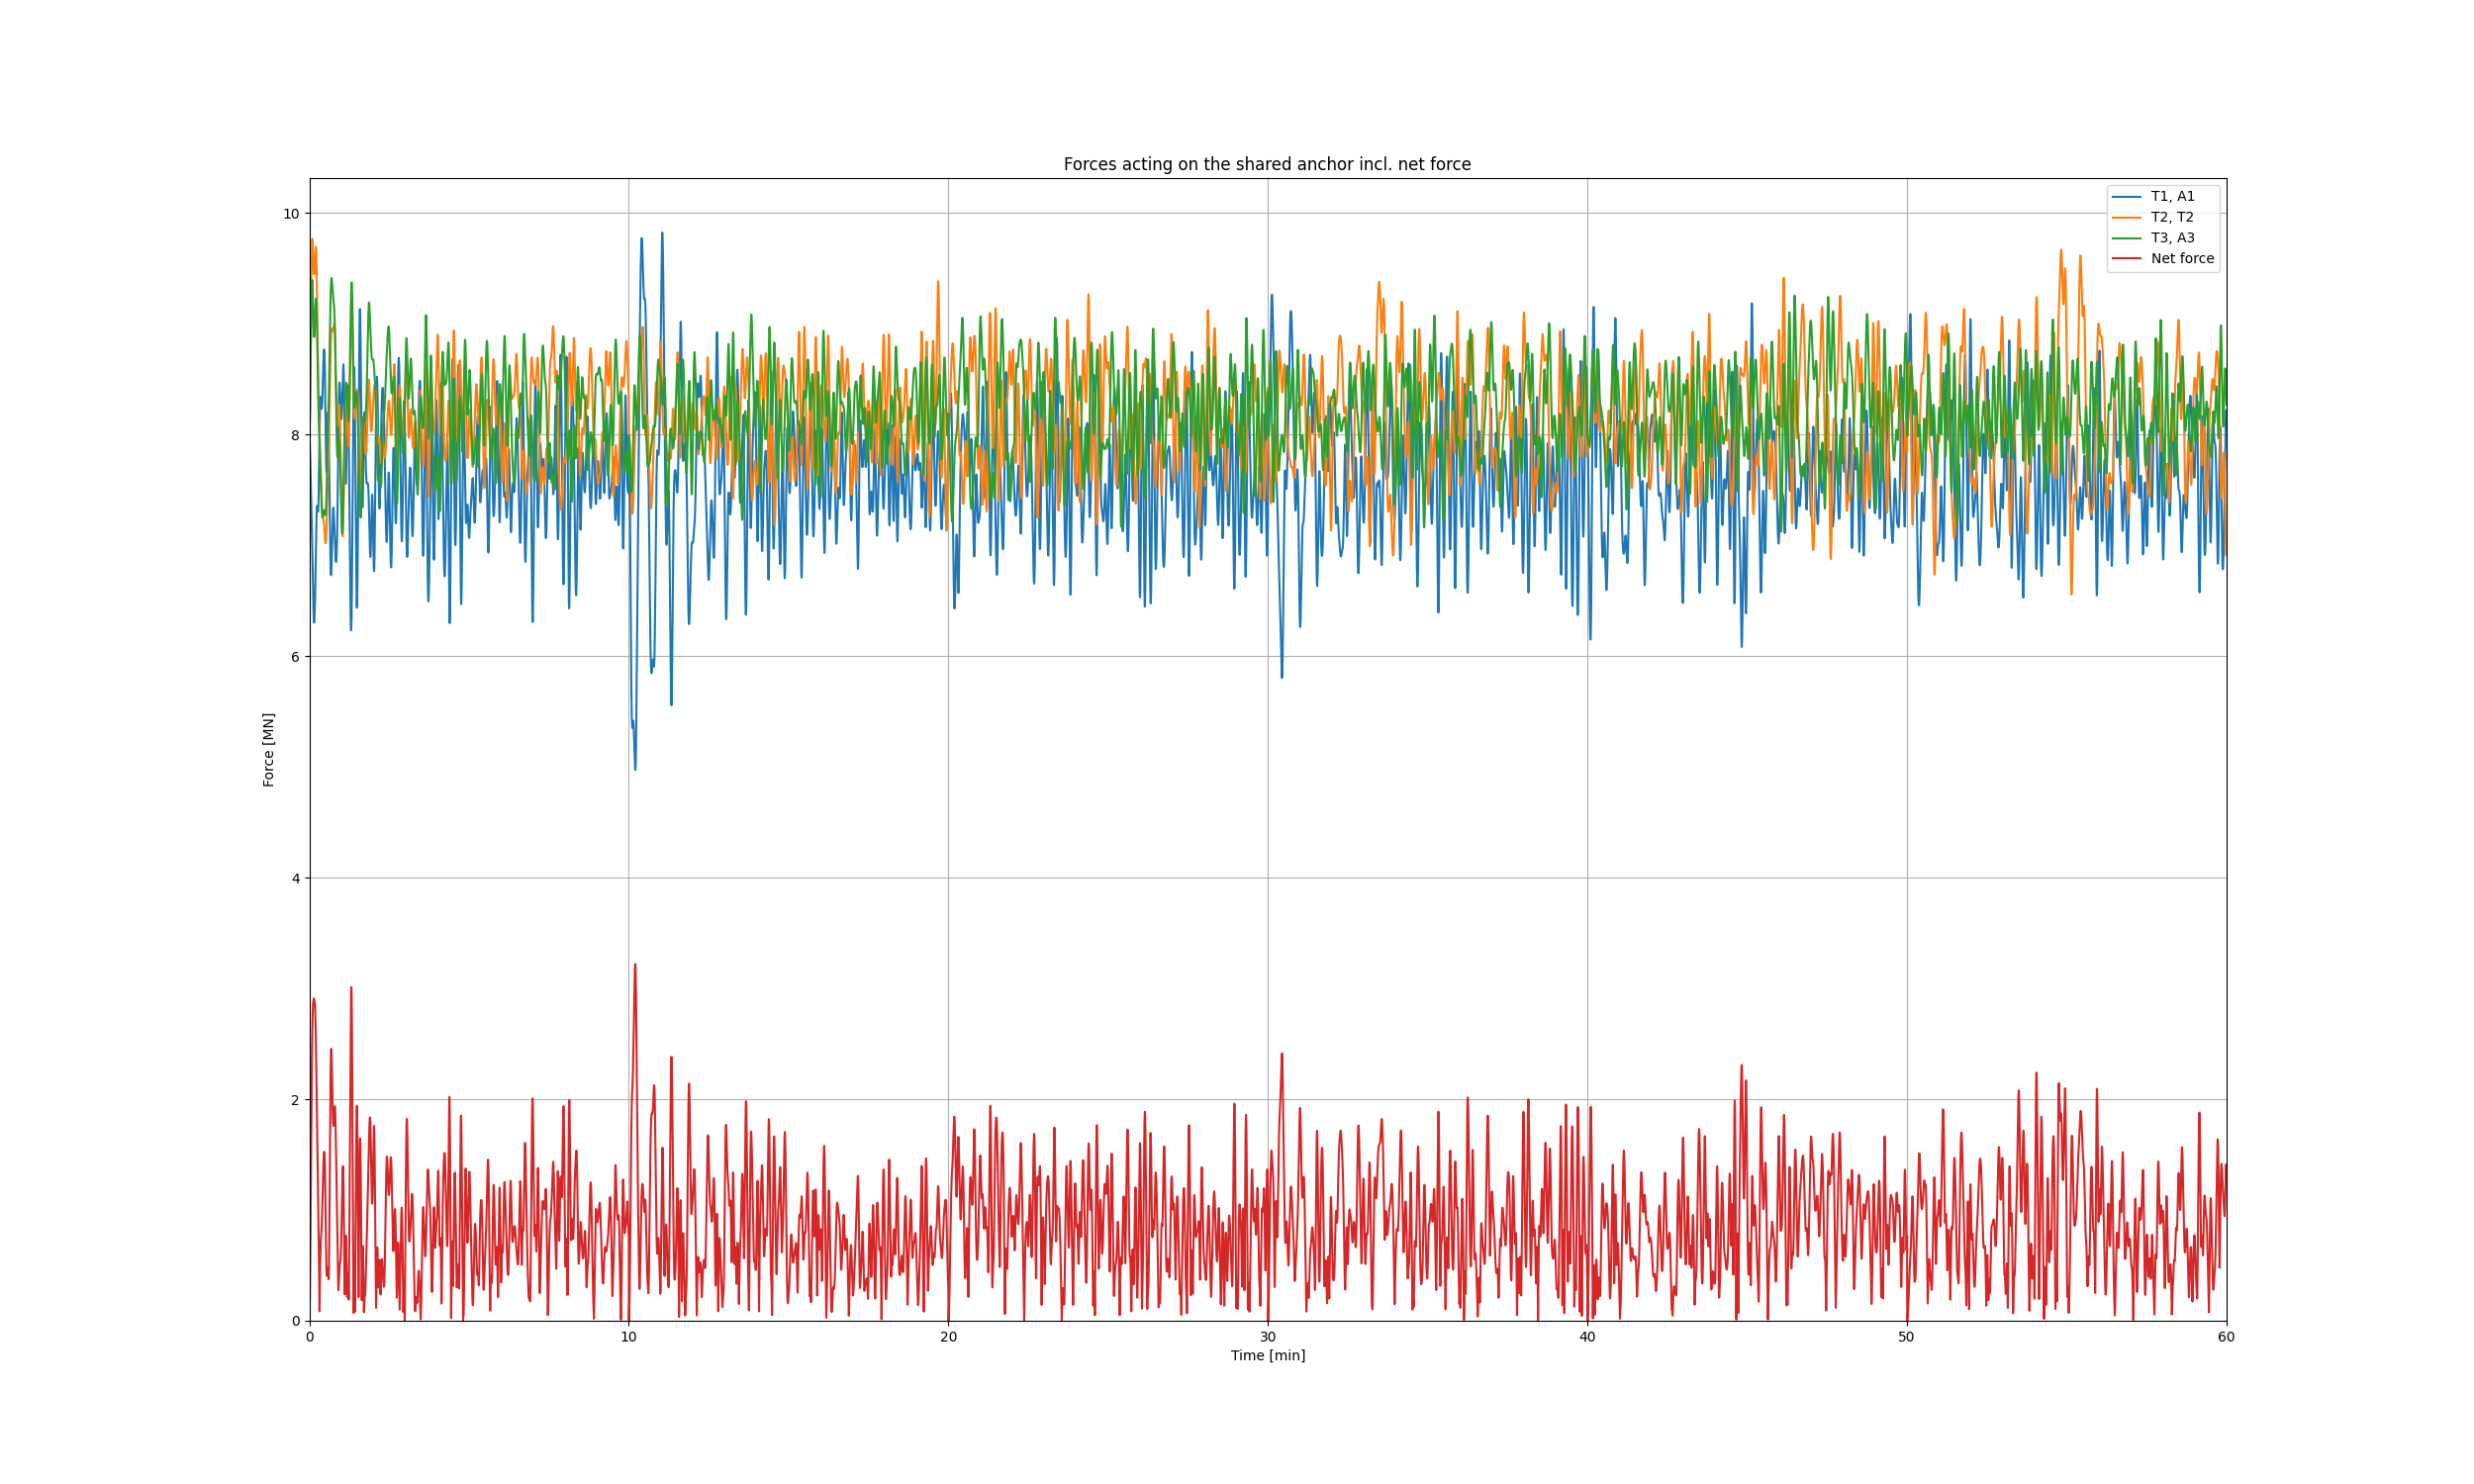 Forces acting on the shared anchor incl. net force
T1, A1
T2, T2
T3, A3
Net force
10
8
6
4
2
0
Force [MN]
0 10 20 30 40 50 60
Time [min]